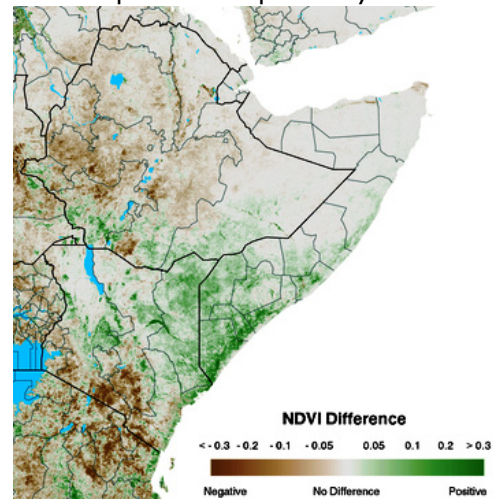 NDVI Difference
< - 0.3 - 0.2 - 0.1 - 0.05 0.05 0.1 0.2 > 0.3
Negative No Difference Positive